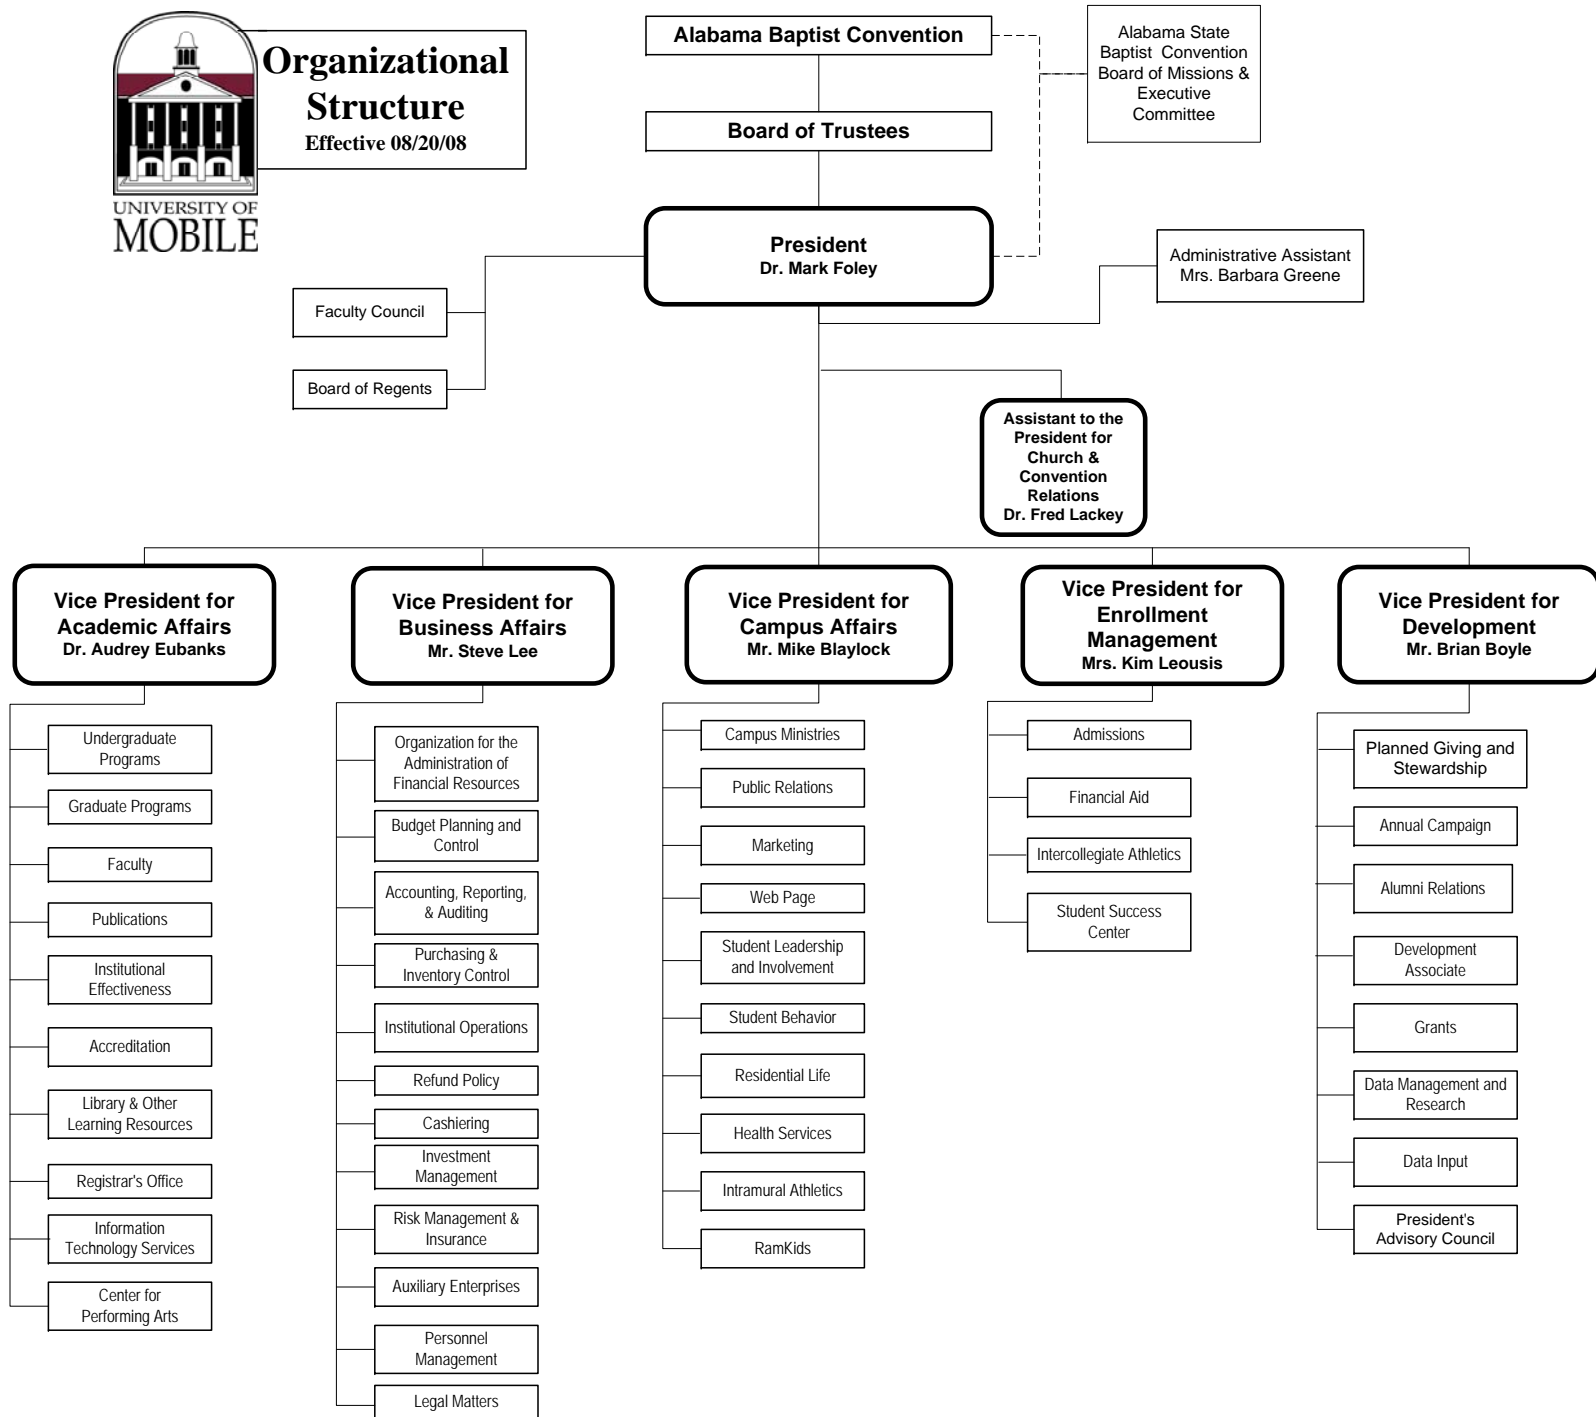 Organizational
Structure
Effective 08/20/08
UNIVERSITY OF
MOBILE
Alabama Baptist Convention
Alabama State
Baptist Convention
Board of Missions &
Executive
Committee
Board of Trustees
President
Dr. Mark Foley
Administrative Assistant
Mrs. Barbara Greene
Faculty Council
Board of Regents
Assistant to the
President for
Church &
Convention
Relations
Dr. Fred Lackey
Vice President for
Academic Affairs
Dr. Audrey Eubanks
Undergraduate
Programs
Graduate Programs
Faculty
Publications
Institutional
Effectiveness
Accreditation
Library & Other
Learning Resources
Registrar's Office
Information
Technology Services
Center for
Performing Arts
Vice President for
Business Affairs
Mr. Steve Lee
Organization for the
Administration of
Financial Resources
Budget Planning and
Control
Accounting, Reporting,
& Auditing
Purchasing &
Inventory Control
Institutional Operations
Refund Policy
Cashiering
Investment
Management
Risk Management &
Insurance
Auxiliary Enterprises
Personnel
Management
Legal Matters
Vice President for
Campus Affairs
Mr. Mike Blaylock
Campus Ministries
Public Relations
Marketing
Web Page
Student Leadership
and Involvement
Student Behavior
Residential Life
Health Services
Intramural Athletics
RamKids
Vice President for
Enrollment
Management
Mrs. Kim Leousis
Admissions
Financial Aid
Intercollegiate Athletics
Student Success
Center
Vice President for
Development
Mr. Brian Boyle
Planned Giving and
Stewardship
Annual Campaign
Alumni Relations
Development
Associate
Grants
Data Management and
Research
Data Input
President's
Advisory Council